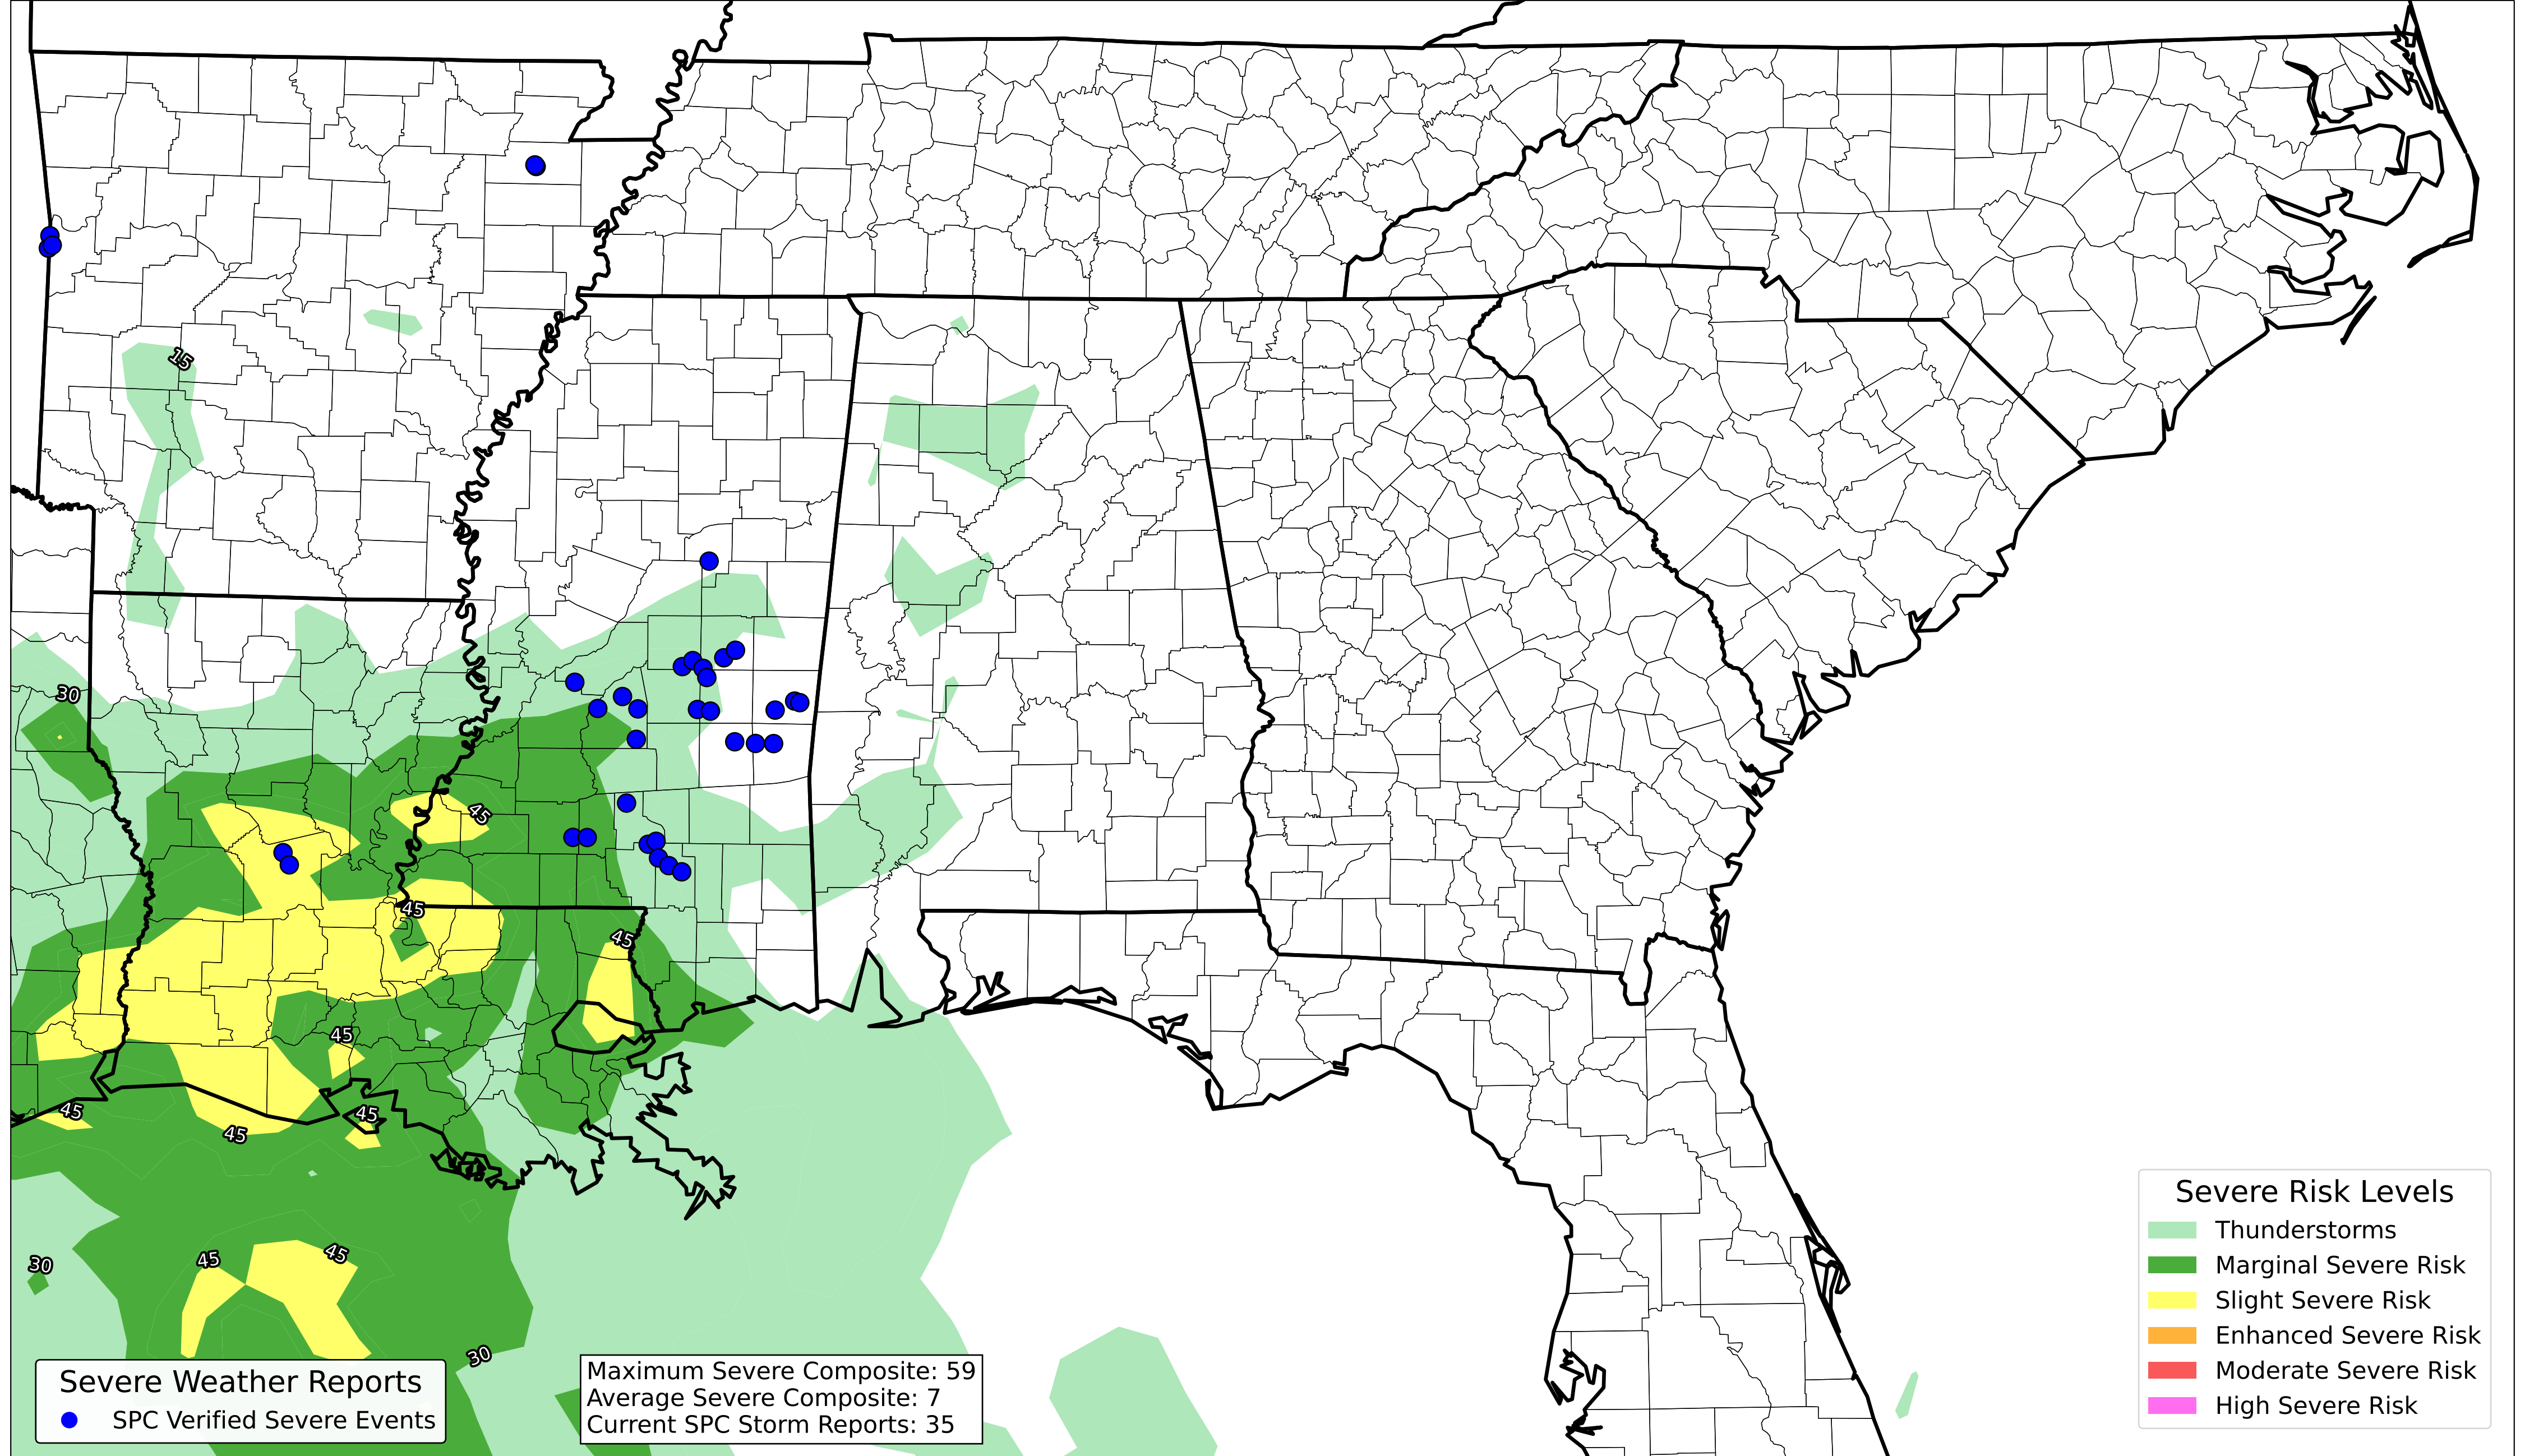 15
30
45
45
45
45
45
45
45
45
45
30
30
Severe Weather Reports
SPC Verified Severe Events
Maximum Severe Composite: 59
Average Severe Composite: 7
Current SPC Storm Reports: 35
Severe Risk Levels
Thunderstorms
Marginal Severe Risk
Slight Severe Risk
Enhanced Severe Risk
Moderate Severe Risk
High Severe Risk